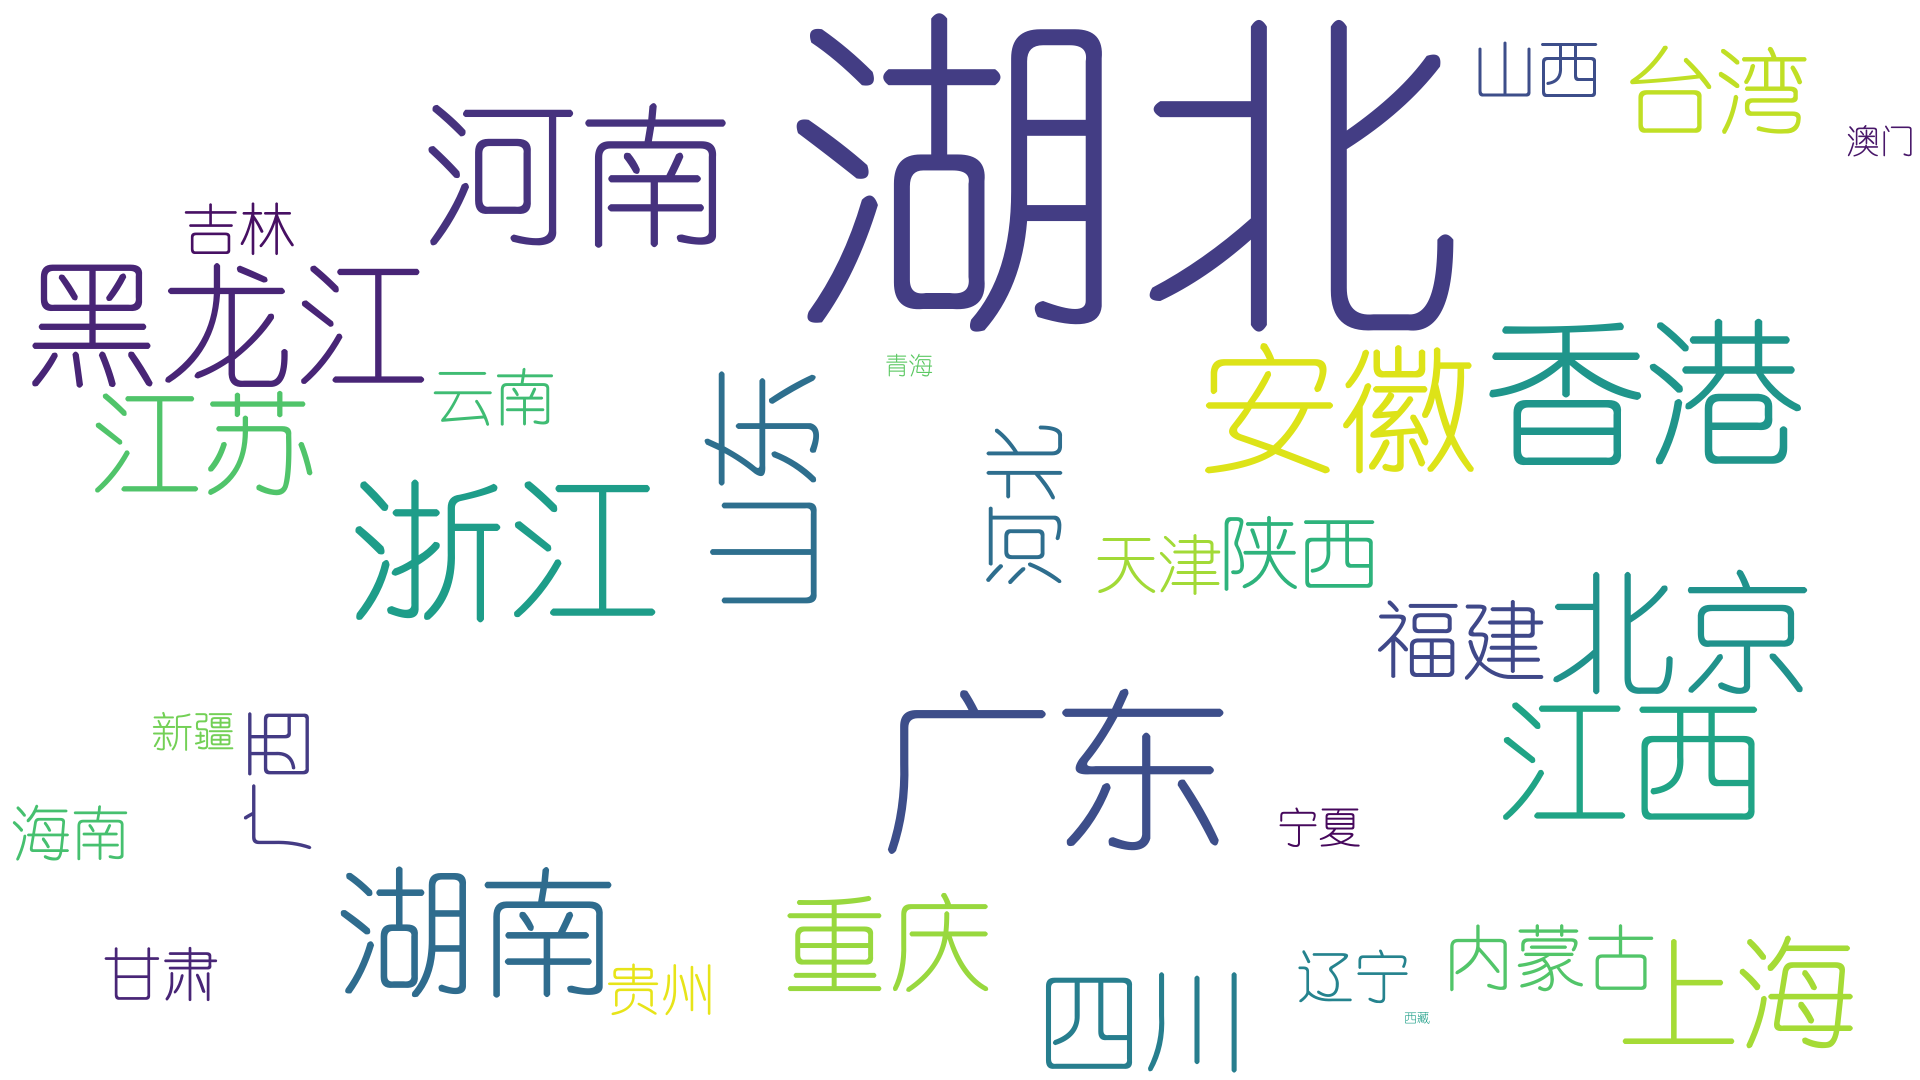 湖北
山西
台湾
澳门
河南
吉林
黑龙江
香港
安徽
青海
云南
山东
江苏
河北
浙江
天津
陕西
福建
北京
广东
江西
新疆
广西
海南
宁夏
湖南
重庆
上海
内蒙古
甘肃
贵州
辽宁
四川
西藏